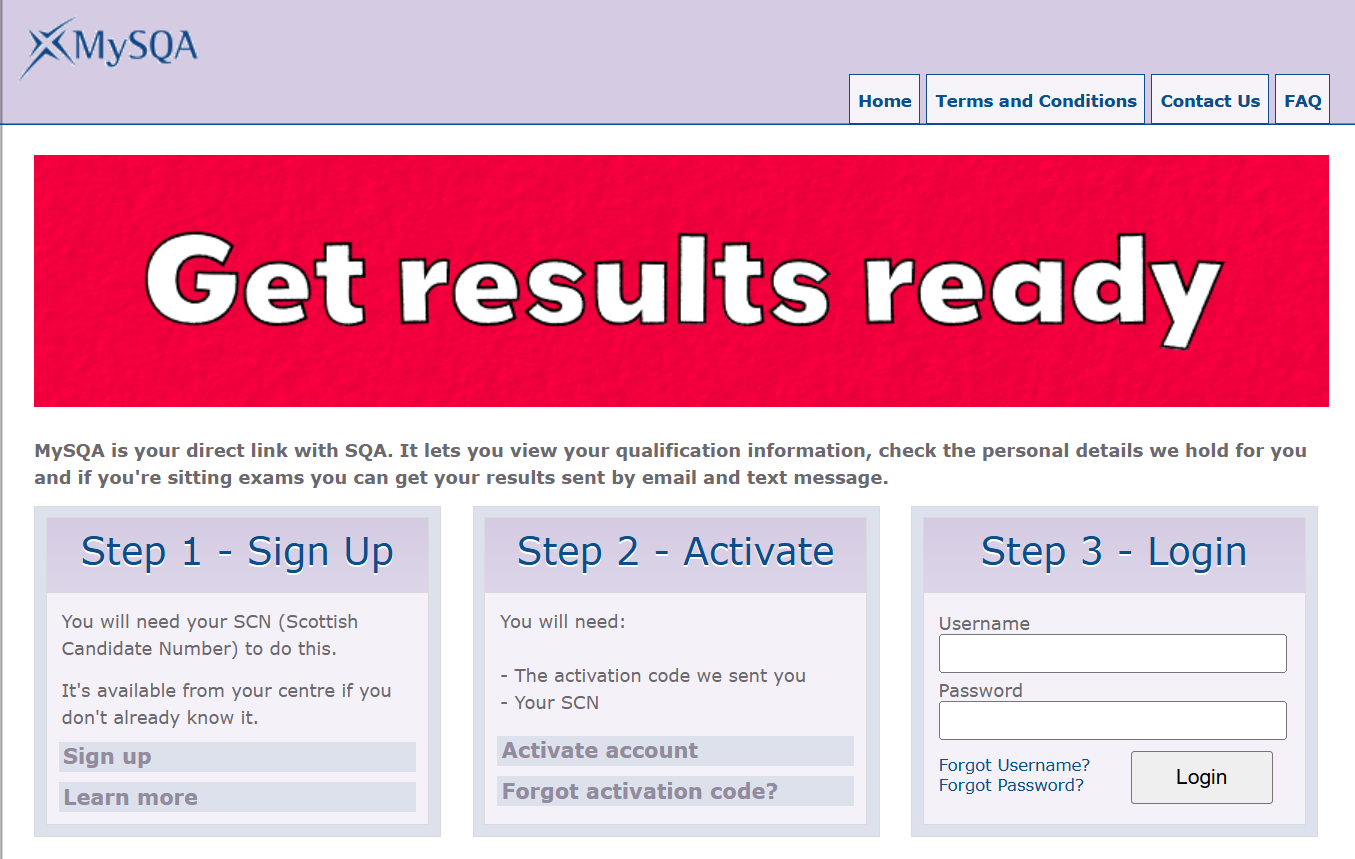 MySQA
Home
Terms and Conditions
Contact Us
FAQ
Get results ready
MySQA is your direct link with SQA. It lets you view your qualification information, check the personal details we hold for you
and if you're sitting exams you can get your results sent by email and text message.
Step 1 - Sign Up
You will need your SCN (Scottish
Candidate Number) to do this.
It's available from your centre if you
don't already know it.
Sign up
Learn more
Step 2 - Activate
You will need:
- The activation code we sent you
- Your SCN
Activate account
Forgot activation code?
Step 3 - Login
Username
Password
Forgot Username?
Forgot Password?
Login